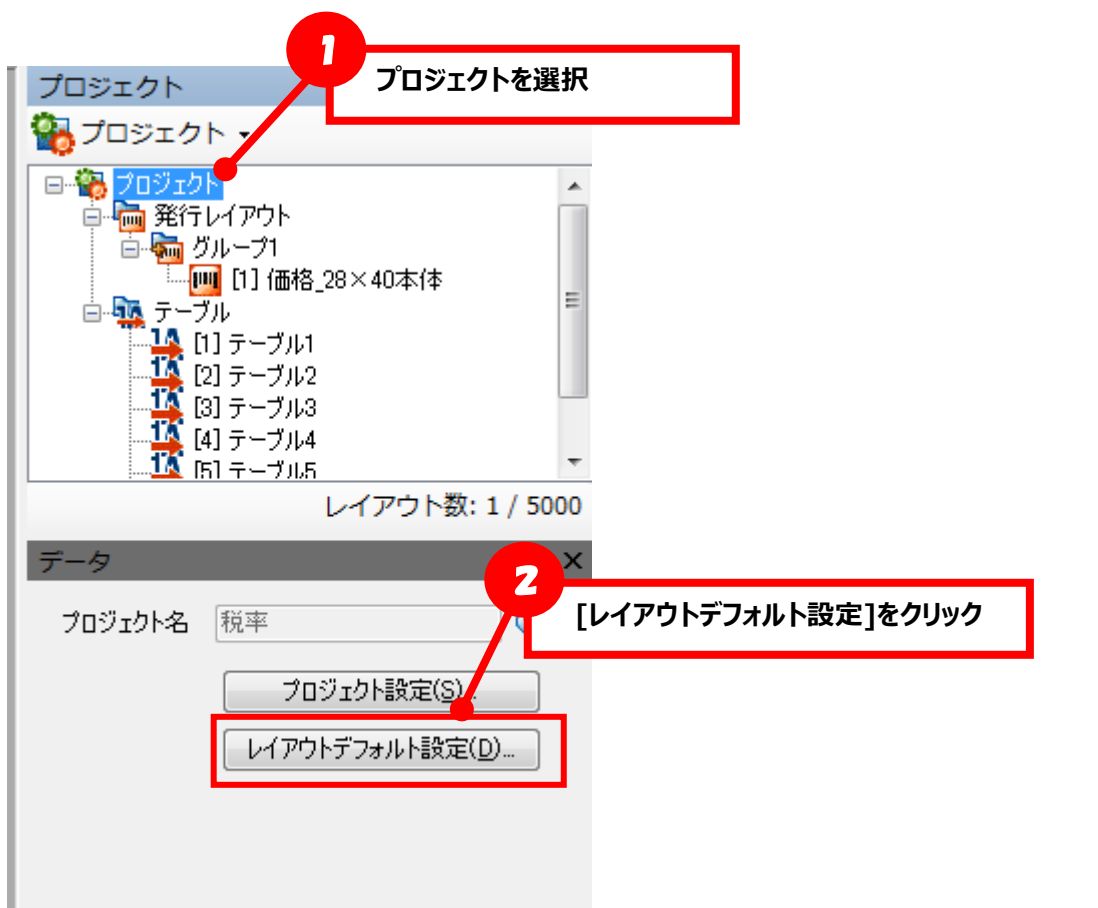 1
プロジェクトを選択
プロジェクト
プロジェクト
プロジェクト
発行レイアウト
グループ1
[1] 価格_28×40本体
テーブル
[1] テーブル1
[2] テーブル2
[3] テーブル3
[4] テーブル4
[5] テーブル5
レイアウト数: 1 / 5000
データ
2
[レイアウトデフォルト設定]をクリック
プロジェクト名 税率
プロジェクト設定(S)...
レイアウトデフォルト設定(D)...